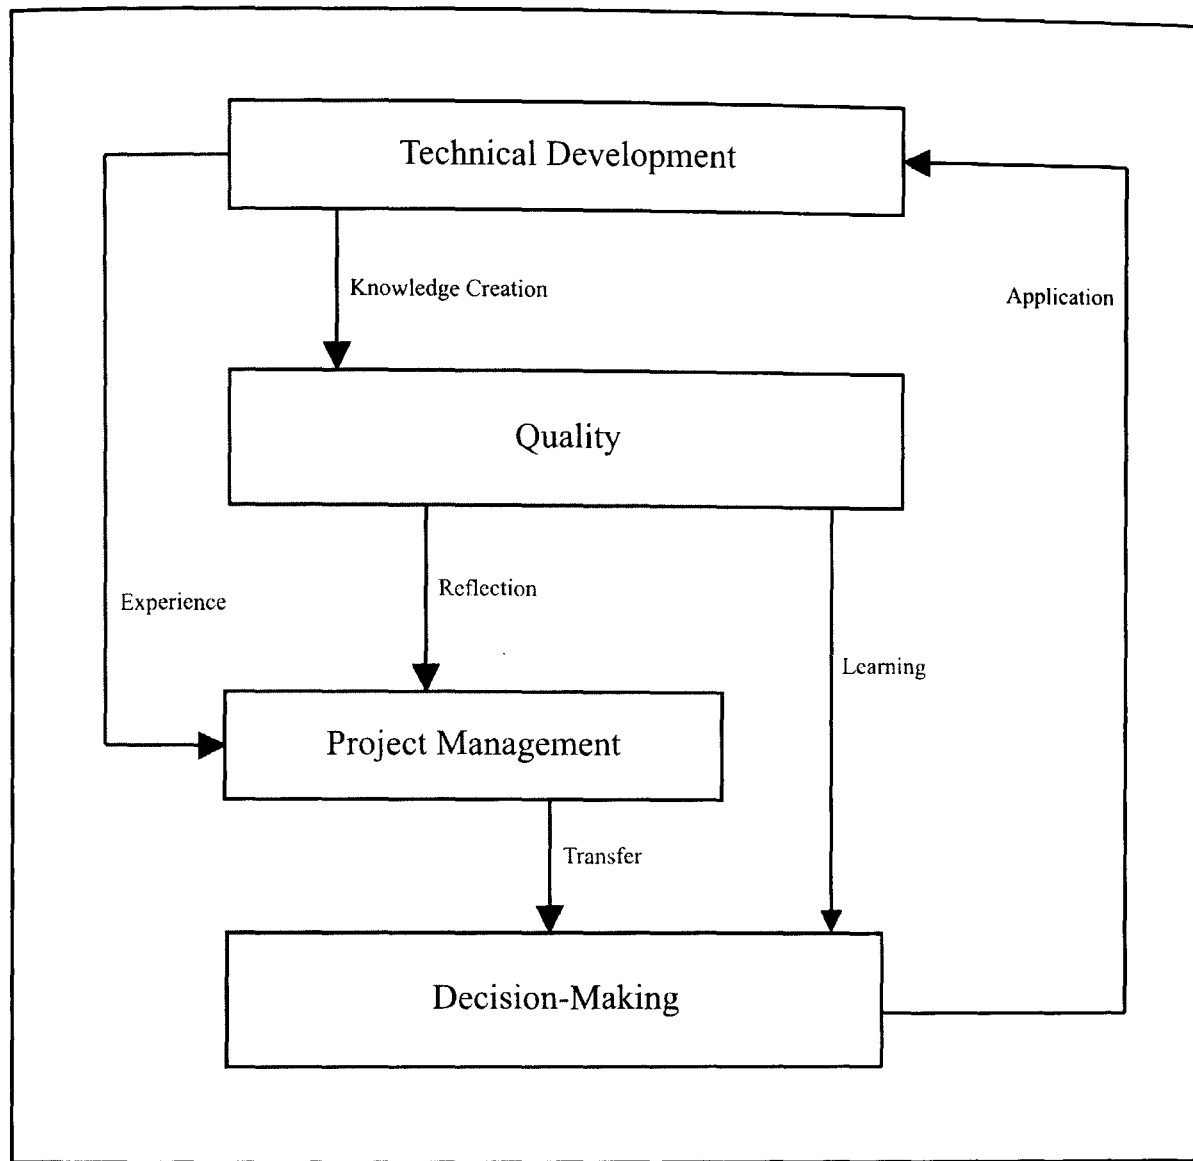 Technical Development
Knowledge Creation
Application
Quality
Reflection
Experience
Learning
Project Management
Transfer
Decision-Making